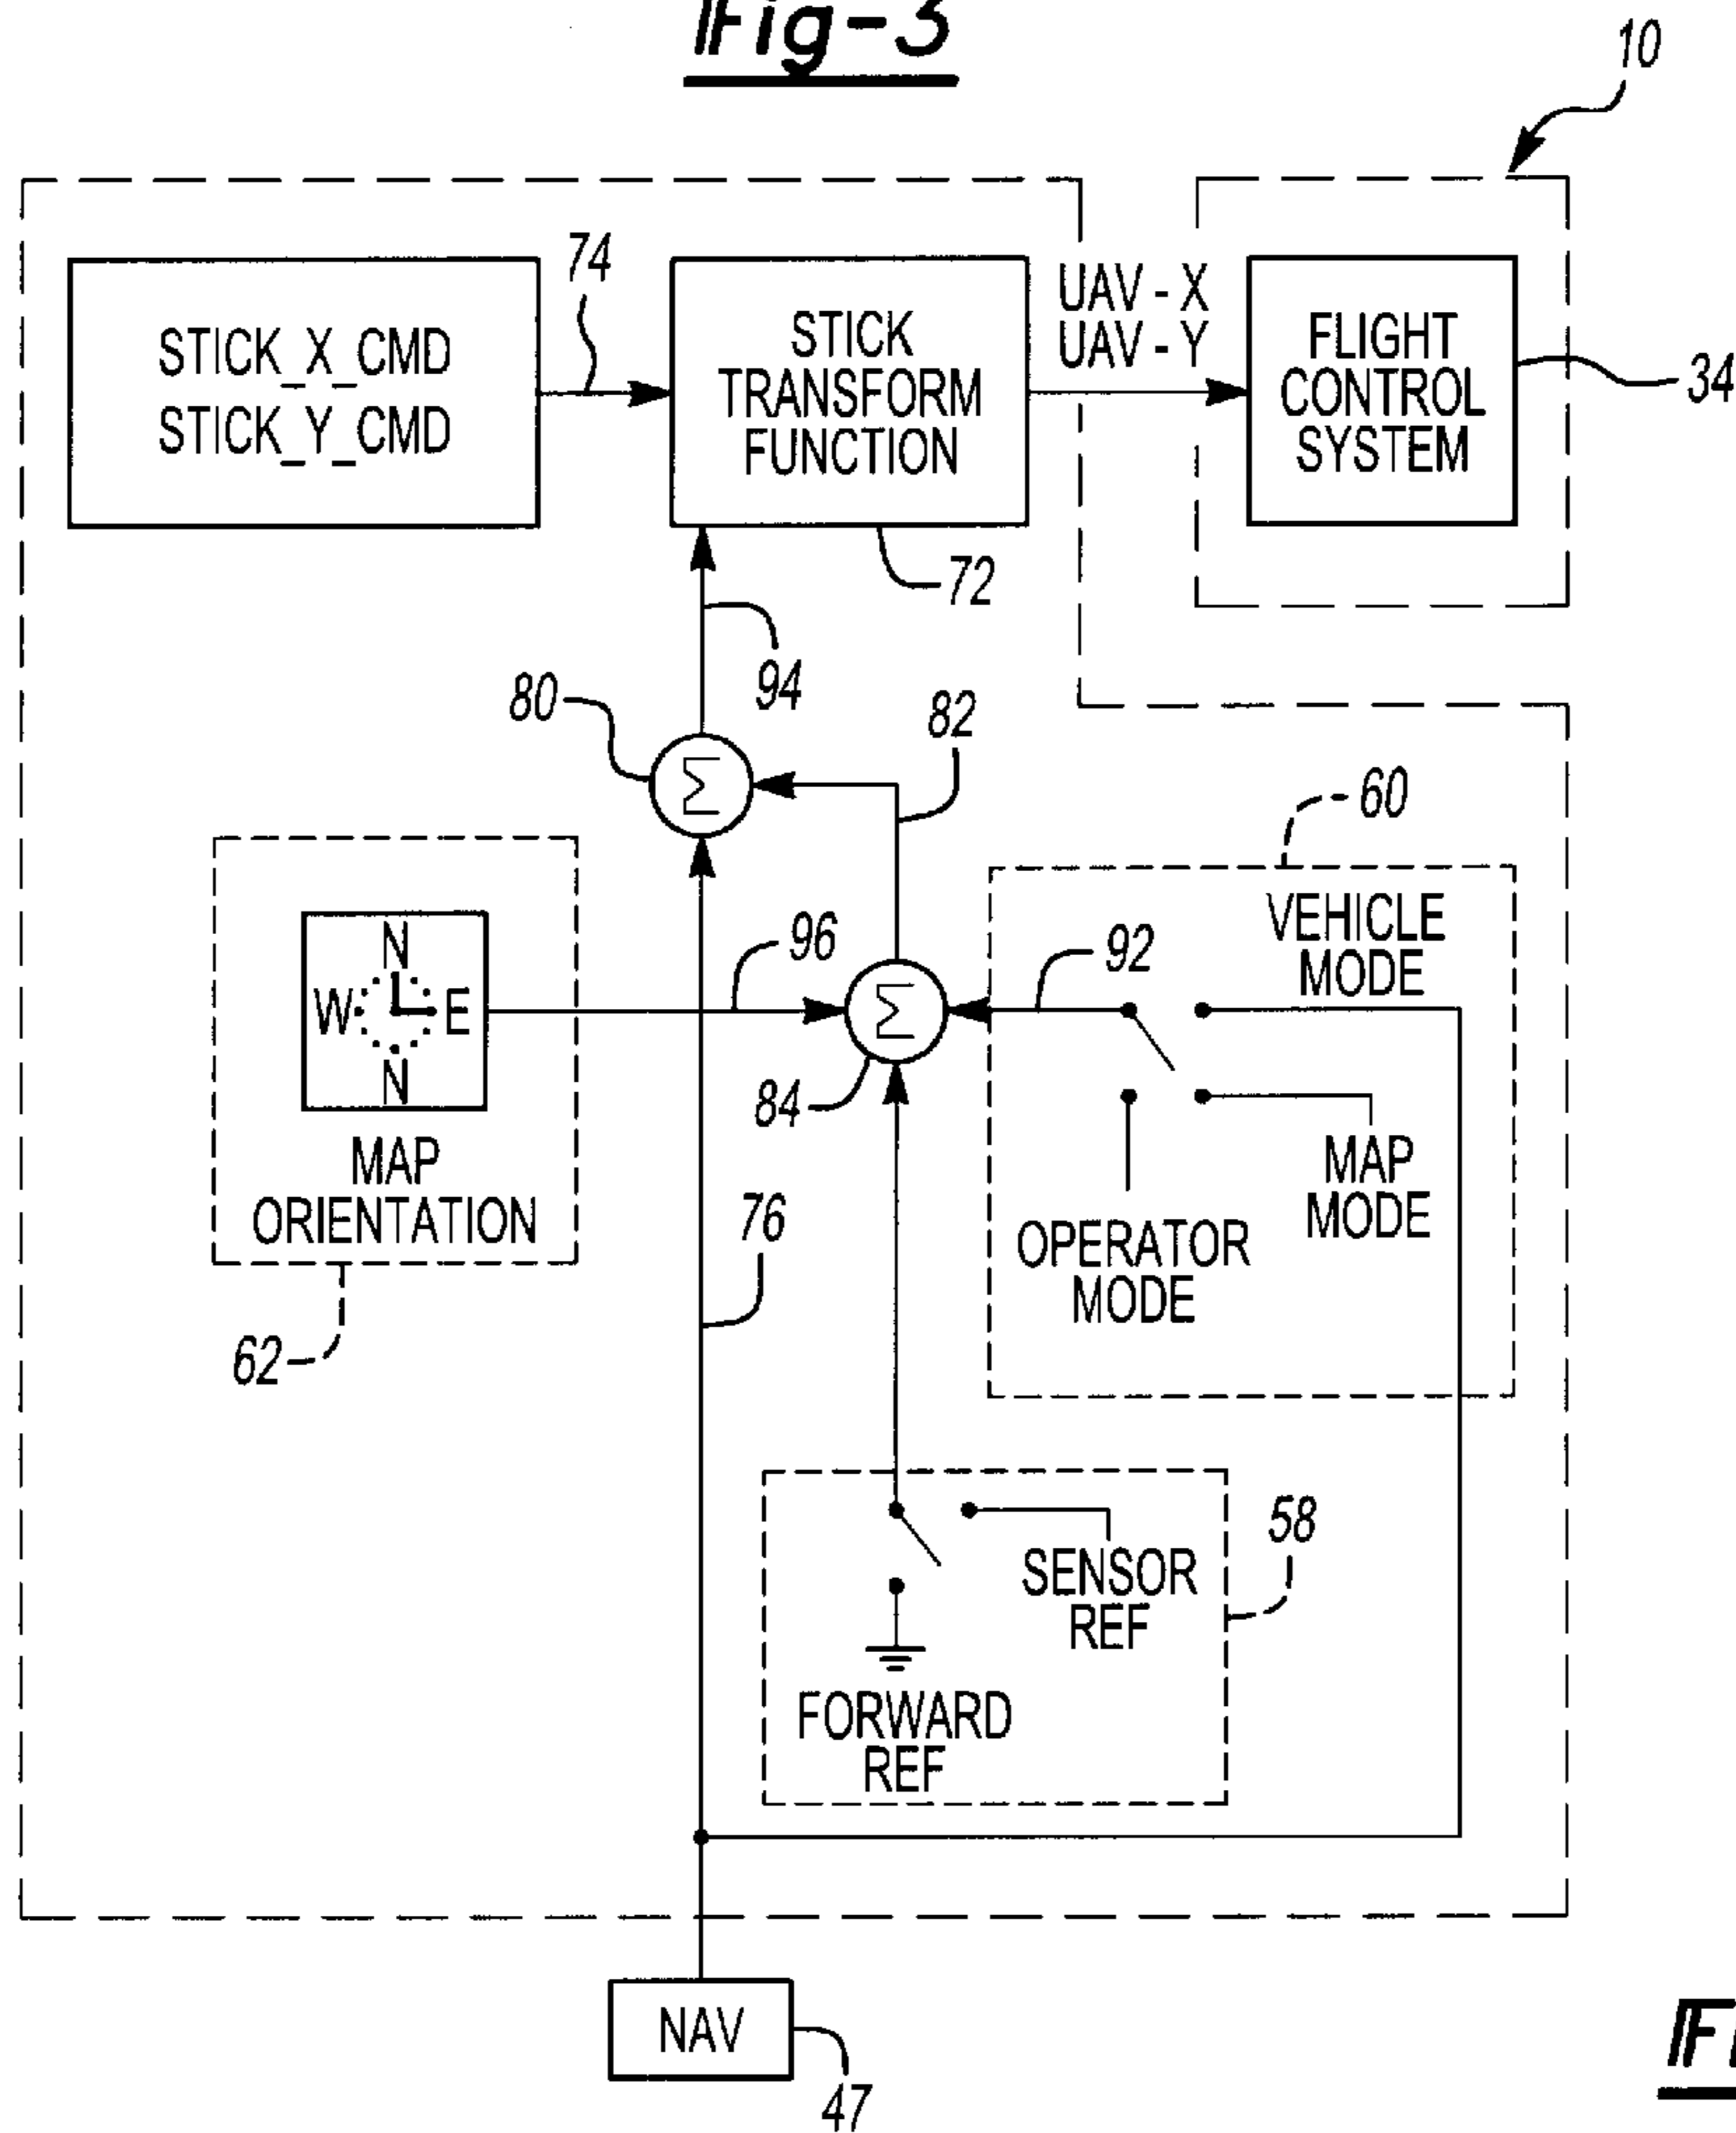 Fig-3
10
74
STICK_X_CMD
STICK_Y_CMD
STICK
TRANSFORM
FUNCTION
UAV - X
UAV - Y
FLIGHT
CONTROL
SYSTEM
34
72
94
80
82
60
N
W E
N
MAP
ORIENTATION
62
96
84
92
VEHICLE
MODE
MAP
MODE
OPERATOR
MODE
76
58
SENSOR
REF
FORWARD
REF
NAV
47